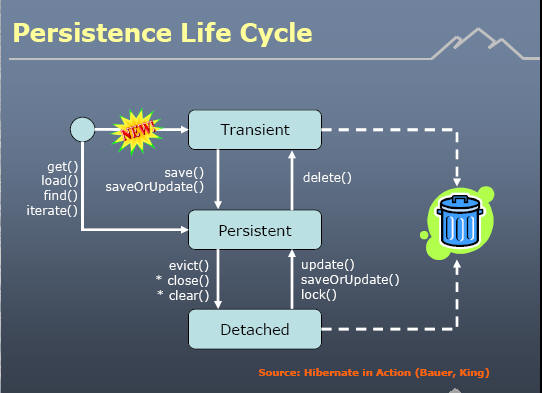 Persistence Life Cycle
NEW!
Transient
get()
load()
find()
iterate()
save()
saveOrUpdate()
delete()
Persistent
evict()
* close()
* clear()
update()
saveOrUpdate()
lock()
Detached
Source: Hibernate in Action (Bauer, King)